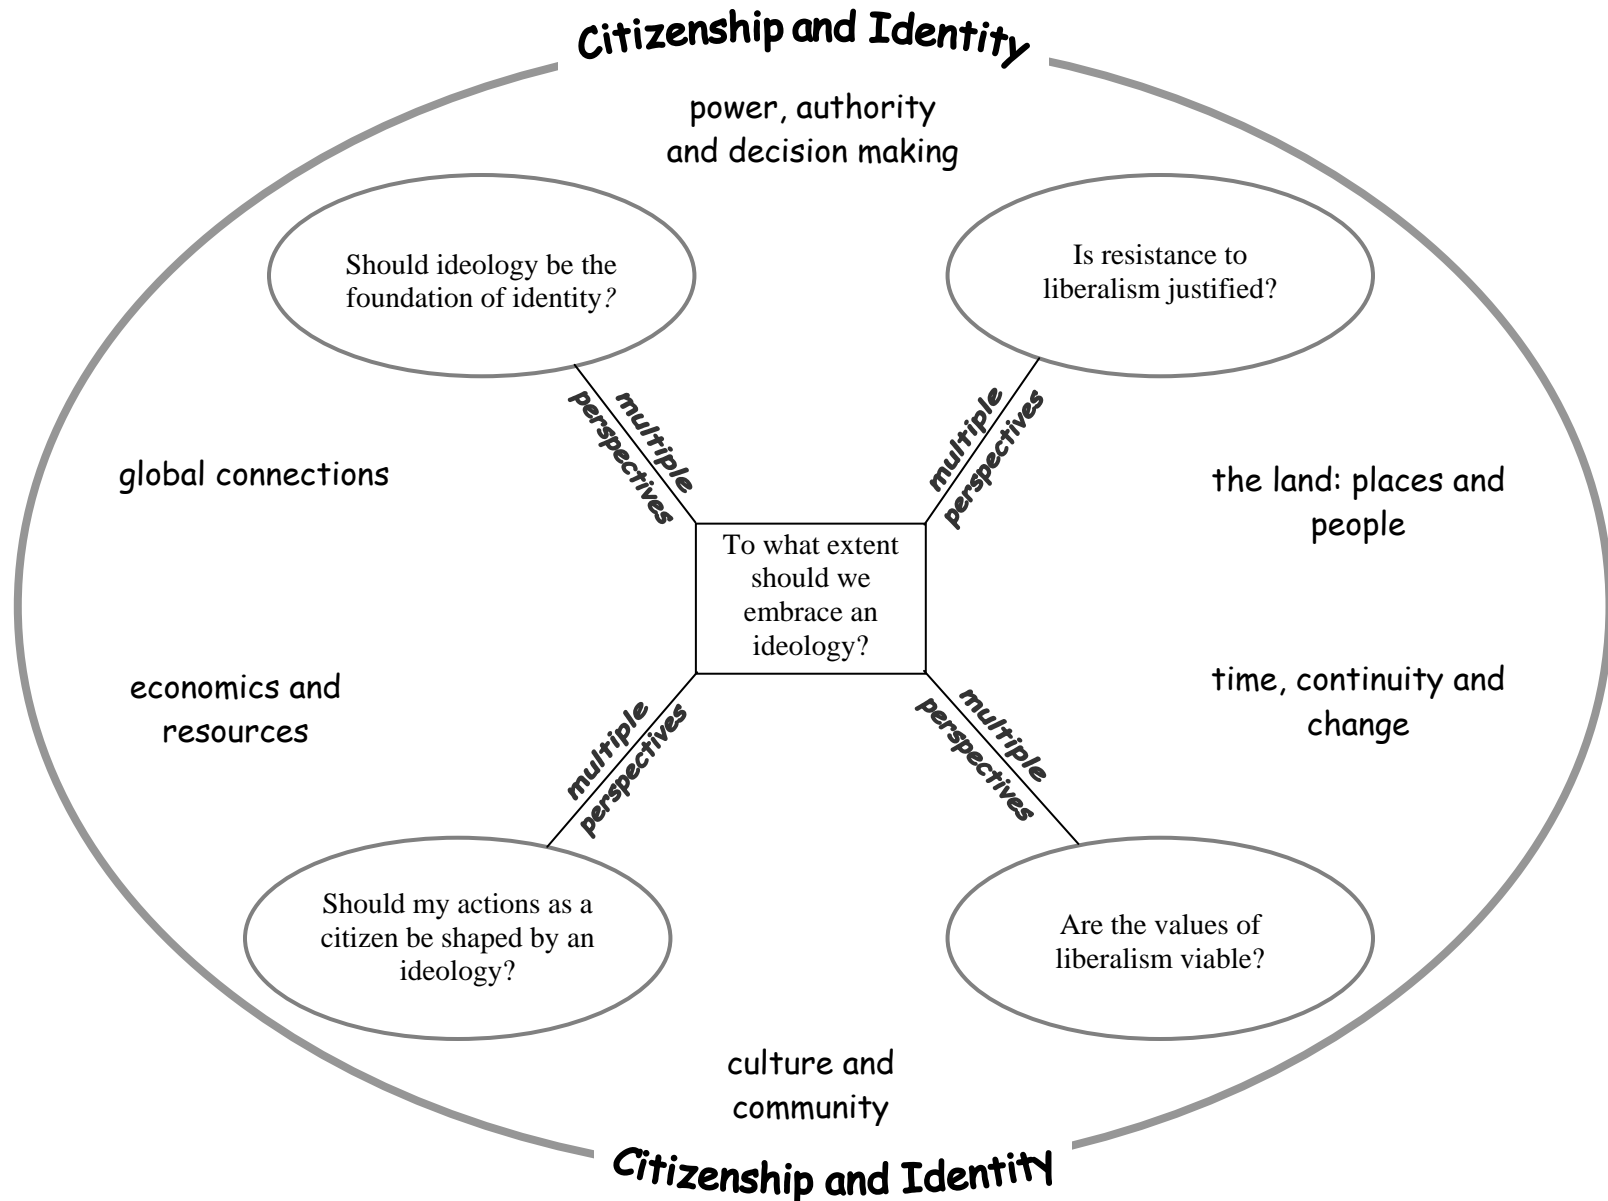 Citizenship and Identity
power, authority
and decision making
Should ideology be the
foundation of identity?
Is resistance to
liberalism justified?
multiple
perspectives
multiple
perspectives
global connections
the land: places and
people
To what extent
should we
embrace an
ideology?
economics and
resources
time, continuity and
change
multiple
perspectives
multiple
perspectives
Should my actions as a
citizen be shaped by an
ideology?
Are the values of
liberalism viable?
culture and
community
Citizenship and Identity